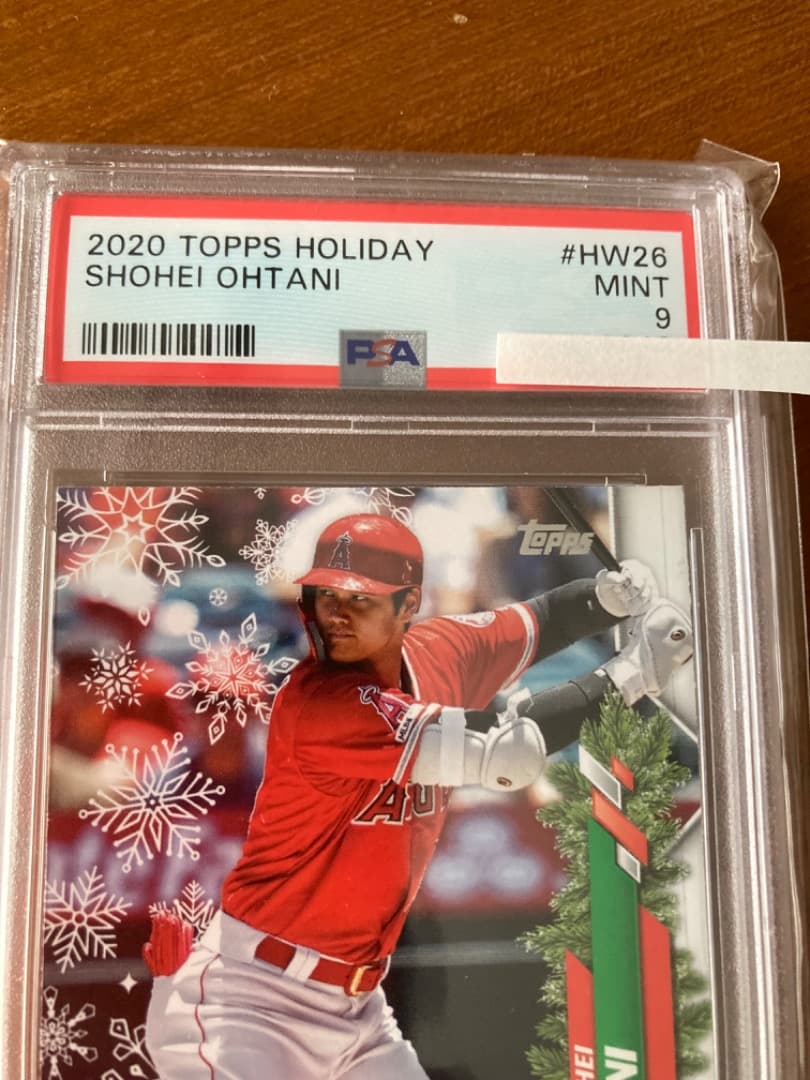 2020 TOPPS HOLIDAY
SHOHEI OHTANI
#HW26
MINT
9
PSA
Topps
A
A